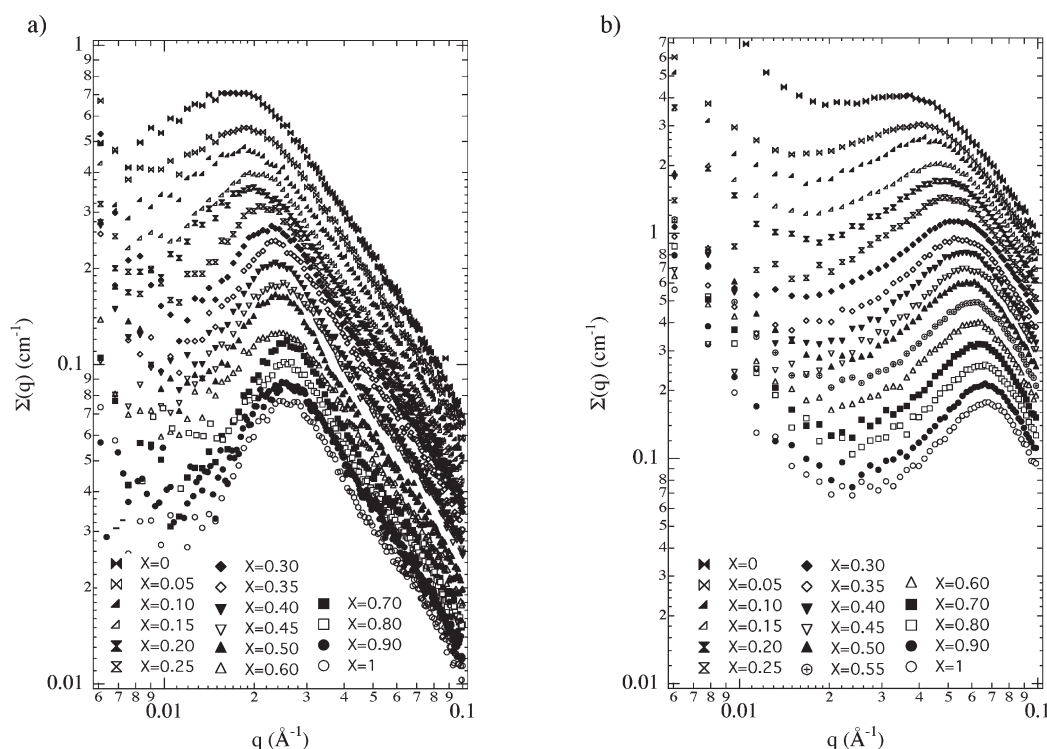 a)
1
9
8
7
6
5
4
3
2
0.1
9
8
7
6
5
4
3
2
0.01
Σ(q) (cm⁻¹)
X=0
X=0.05
X=0.10
X=0.15
X=0.20
X=0.25
X=0.30
X=0.35
X=0.40
X=0.45
X=0.50
X=0.60
X=0.70
X=0.80
X=0.90
X=1
6 7 8 9 0.01 2 3 4 5 6 7 8 9 0.1
q (Å⁻¹)
b)
7
6
5
4
3
2
1
9
8
7
6
5
4
3
2
0.1
9
8
7
6
5
4
3
2
0.01
Σ(q) (cm⁻¹)
X=0
X=0.05
X=0.10
X=0.15
X=0.20
X=0.25
X=0.30
X=0.35
X=0.40
X=0.45
X=0.50
X=0.55
X=0.60
X=0.70
X=0.80
X=0.90
X=1
6 7 8 9 0.01 2 3 4 5 6 7 8 9 0.1
q (Å⁻¹)